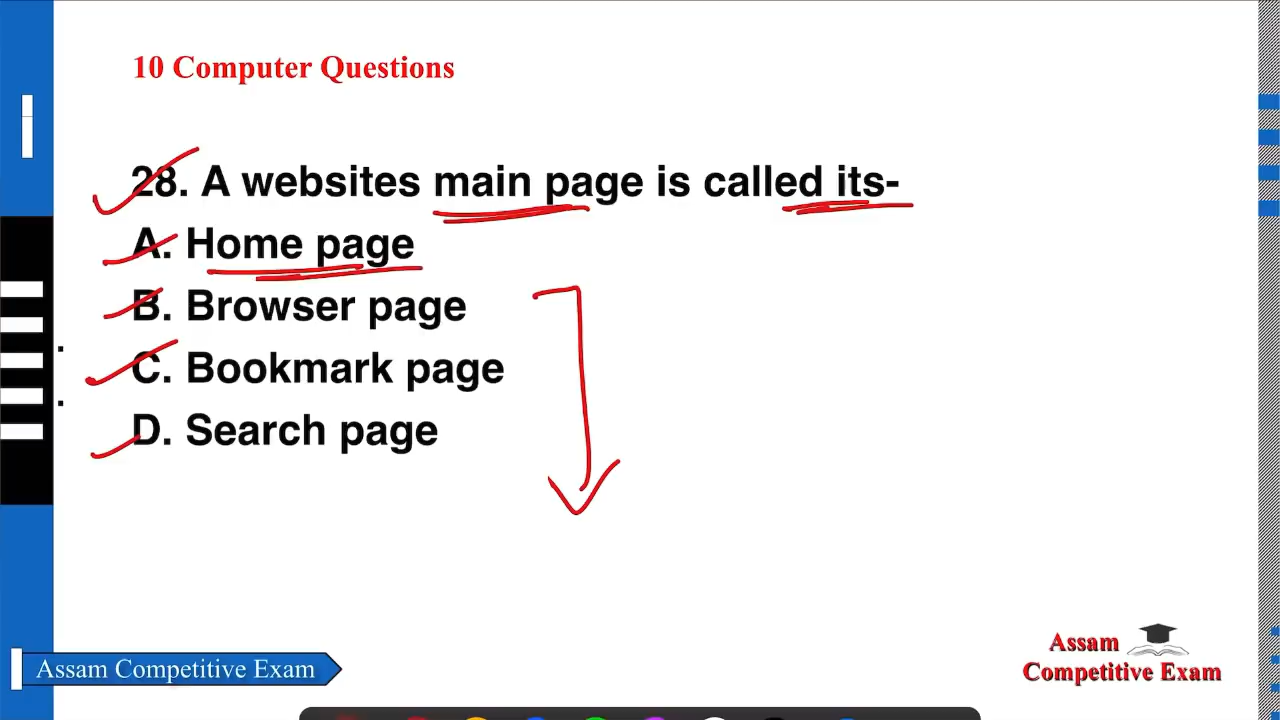 10 Computer Questions
28. A websites main page is called its-
A. Home page
B. Browser page
C. Bookmark page
D. Search page
Assam Competitive Exam
Assam
Competitive Exam